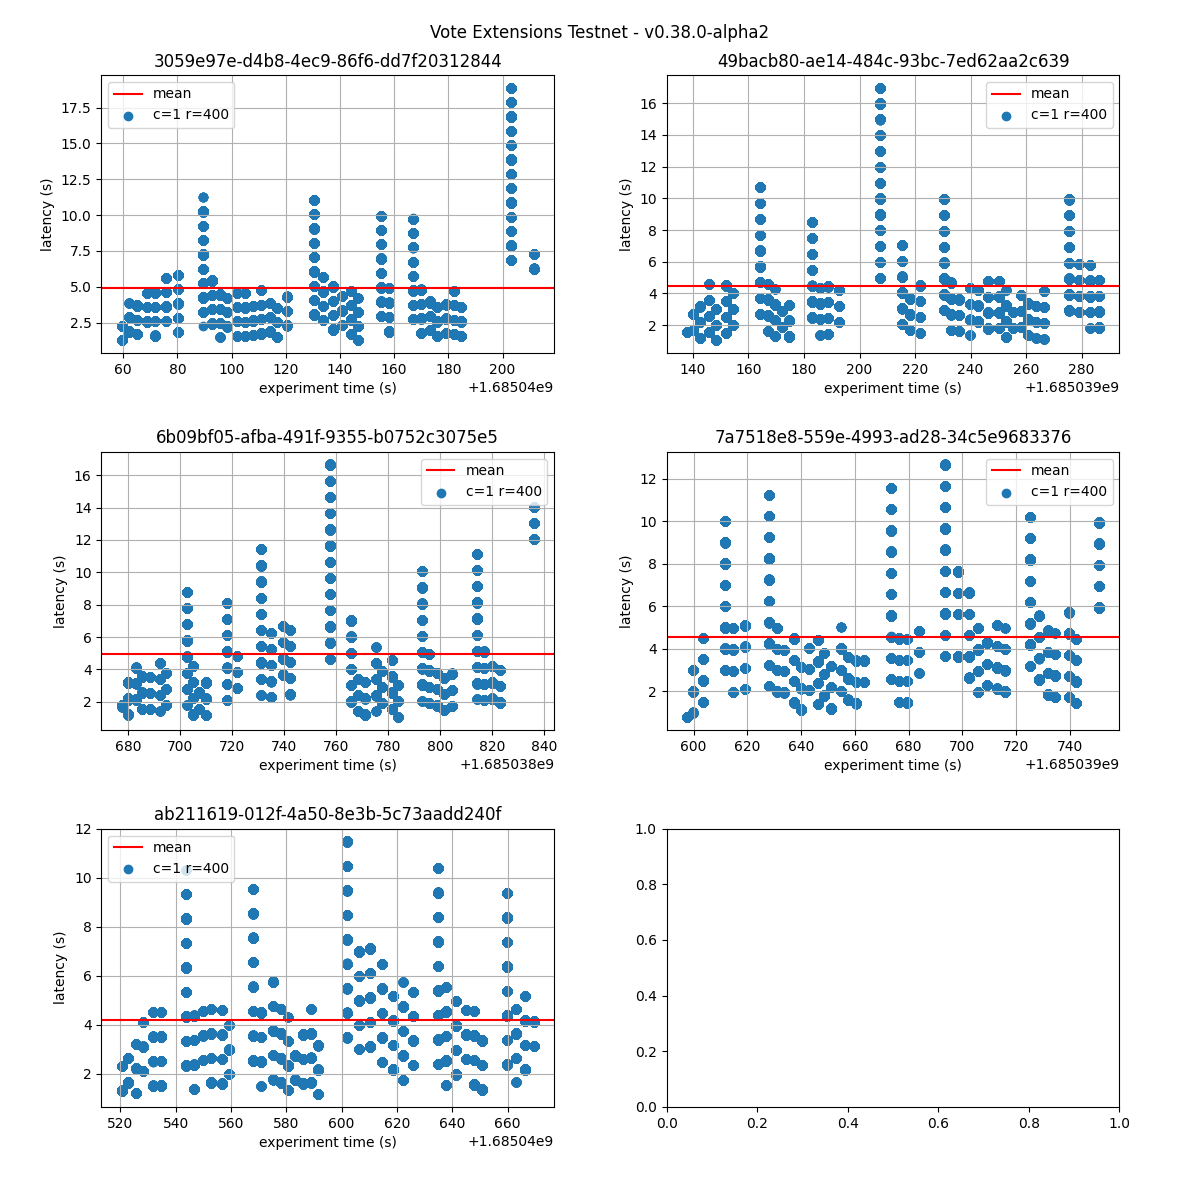 Vote Extensions Testnet - v0.38.0-alpha2
3059e97e-d4b8-4ec9-86f6-dd7f20312844
mean
c=1 r=400
17.5
15.0
12.5
10.0
7.5
5.0
2.5
latency (s)
60 80 100 120 140 160 180 200
experiment time (s)
+1.68504e9
49bacb80-ae14-484c-93bc-7ed62aa2c639
mean
c=1 r=400
16
14
12
10
8
6
4
2
latency (s)
140 160 180 200 220 240 260 280
experiment time (s)
+1.685039e9
6b09bf05-afba-491f-9355-b0752c3075e5
mean
c=1 r=400
16
14
12
10
8
6
4
2
latency (s)
680 700 720 740 760 780 800 820 840
experiment time (s)
+1.685038e9
7a7518e8-559e-4993-ad28-34c5e9683376
mean
c=1 r=400
12
10
8
6
4
2
latency (s)
600 620 640 660 680 700 720 740
experiment time (s)
+1.685039e9
ab211619-012f-4a50-8e3b-5c73aadd240f
mean
c=1 r=400
12
10
8
6
4
2
latency (s)
520 540 560 580 600 620 640 660
experiment time (s)
+1.68504e9
1.0
0.8
0.6
0.4
0.2
0.0
0.0 0.2 0.4 0.6 0.8 1.0